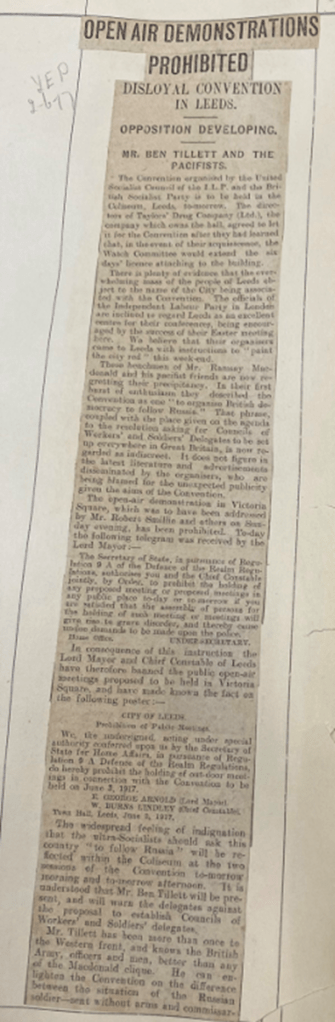 YEP
2-6-17
OPEN AIR DEMONSTRATIONS
PROHIBITED
DISLOYAL CONVENTION
IN LEEDS.
OPPOSITION DEVELOPING.
MR. BEN TILLETT AND THE
PACIFISTS.
The Convention organised by the United
Socialist Council of the I.L.P. and the Bri-
tish Socialist Party is to be held in the
Coliseum, Leeds, to-morrow. The direc-
tors of Taylors' Drug Company (Ltd.), the
company which owns the hall, agreed to let
it for the Convention after they had learned
that, in the event of their acquiescence, the
Watch Committee would extend the six
days' licence attaching to the building.
There is plenty of evidence that the over-
whelming mass of the people of Leeds ob-
ject to the name of the City being associa-
ted with the Convention. The officials of
the Independent Labour Party in London
are inclined to regard Leeds as an excellent
centre for their conferences, being encour-
aged by the success of their Easter meeting
here. We believe that their organisers
came to Leeds with instructions to "paint
the city red" this week-end.
These henchmen of Mr. Ramsay Mac-
donald and his pacifist friends are now re-
gretting their precipitancy. In their first
burst of enthusiasm they described the
Convention as one "to organise British de-
mocracy to follow Russia." That phrase,
coupled with the place given on the agenda
to the resolution asking for Councils of
Workers' and Soldiers' Delegates to be set
up everywhere in Great Britain, is now re-
garded as indiscreet. It does not figure in
the latest literature and advertisements
disseminated by the organisers, who are
being blamed for the unexpected publicity
given the aims of the Convention.
The open-air demonstration in Victoria
Square, which was to have been addressed
by Mr. Robert Smillie and others on Sun-
day evening, has been prohibited. To-day
the following telegram was received by the
Lord Mayor:—
The Secretary of State, in pursuance of Regu-
lation 9 A of the Defence of the Realm Regu-
lations, authorises you and the Chief Constable
jointly, by Order, to prohibit the holding of
any proposed meeting or proposed meetings in
any public place to-day or to-morrow if you
are satisfied that the assembly of persons for
the holding of such meeting or meetings will
give rise to grave disorder, and thereby cause
undue demands to be made upon the police.
Home Office. UNDER-SECRETARY.
In consequence of this instruction the
Lord Mayor and Chief Constable of Leeds
have therefore banned the public open-air
meetings proposed to be held in Victoria
Square, and have made known the fact on
the following poster:—
CITY OF LEEDS
Prohibition of Public Meetings.
We, the undersigned, acting under special
authority conferred upon us by the Secretary of
State for Home Affairs, in pursuance of Regu-
lation 9 A Defence of the Realm Regulations,
do hereby prohibit the holding of out-door meet-
ings in connection with the Convention to be
held on June 3, 1917.
E. GEORGE ARNOLD (Lord Mayor).
W. BURNS LINDLEY (Chief Constable).
Town Hall, Leeds, June 2, 1917.
The widespread feeling of indignation
that the ultra-Socialists should ask this
country "to follow Russia" will be re-
flected within the Coliseum at the two
sessions of the Convention to-morrow
morning and to-morrow afternoon. It is
understood that Mr. Ben Tillett will be pre-
sent, and will warn the delegates against
the proposal to establish Councils of
Workers' and Soldiers' delegates.
Mr. Tillett has been more than once to
the Western front, and knows the British
Army, officers and men, better than any
of the Macdonald clique. He can en-
lighten the Convention on the difference
between the situation of the Russian
soldier—sent without arms and commissar-